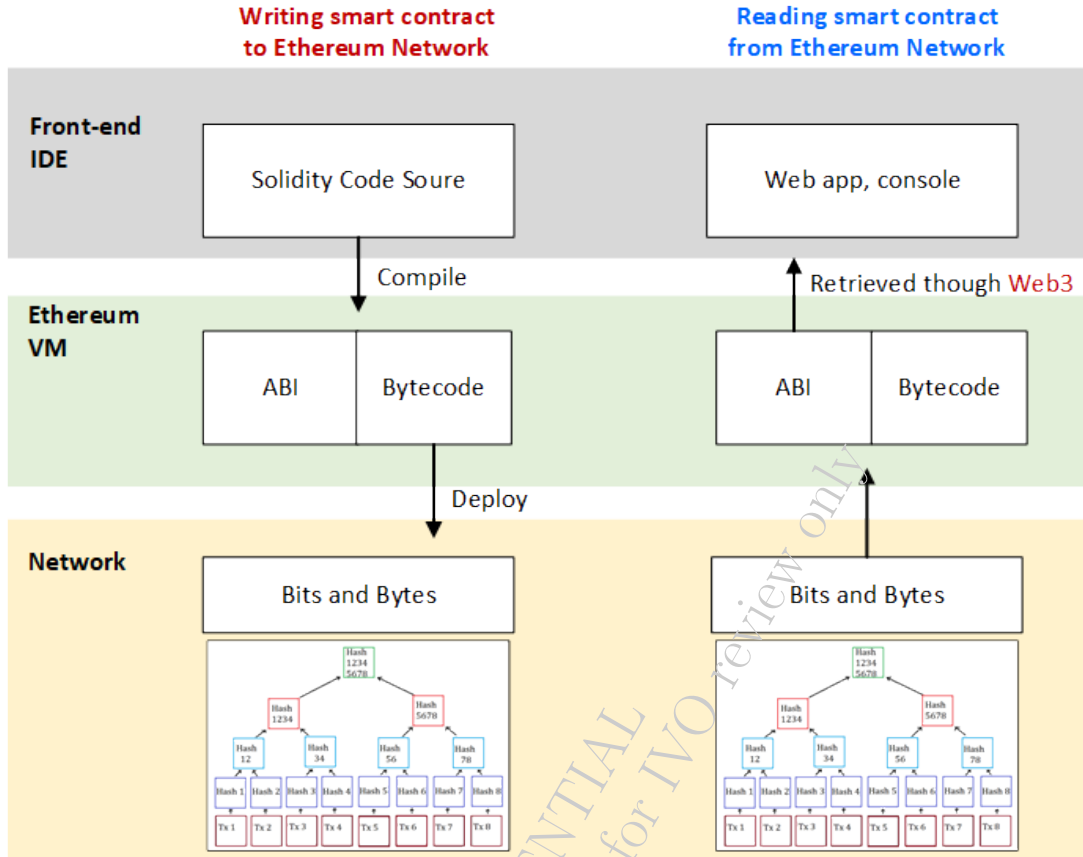 Writing smart contract
to Ethereum Network
Reading smart contract
from Ethereum Network
Front-end
IDE
Solidity Code Soure
Web app, console
Compile
Retrieved though Web3
Ethereum
VM
ABI
Bytecode
ABI
Bytecode
Deploy
Network
Bits and Bytes
Bits and Bytes
Hash
1234
5678
Hash
1234
Hash
5678
Hash
12
Hash
34
Hash
56
Hash
78
Hash 1
Hash 2
Hash 3
Hash 4
Hash 5
Hash 6
Hash 7
Hash 8
Tx 1
Tx 2
Tx 3
Tx 4
Tx 5
Tx 6
Tx 7
Tx 8
Hash
1234
5678
Hash
1234
Hash
5678
Hash
12
Hash
34
Hash
56
Hash
78
Hash 1
Hash 2
Hash 3
Hash 4
Hash 5
Hash 6
Hash 7
Hash 8
Tx 1
Tx 2
Tx 3
Tx 4
Tx 5
Tx 6
Tx 7
Tx 8
ENTIAL
for IVO review only